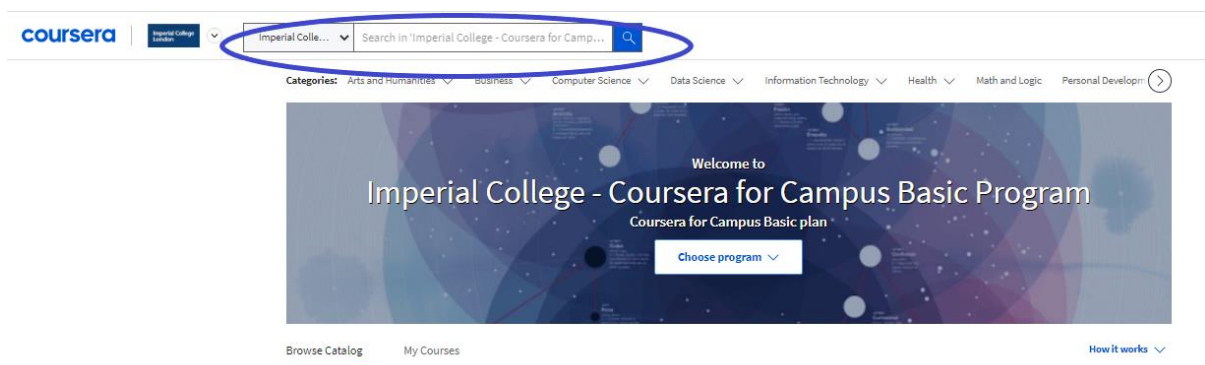 coursera
Imperial College
London
Imperial Colle...
Search in 'Imperial College - Coursera for Camp...
Categories: Arts and Humanities Business Computer Science Data Science Information Technology Health Math and Logic Personal Developm
Welcome to
Imperial College - Coursera for Campus Basic Program
Coursera for Campus Basic plan
Choose program
Browse Catalog My Courses How it works